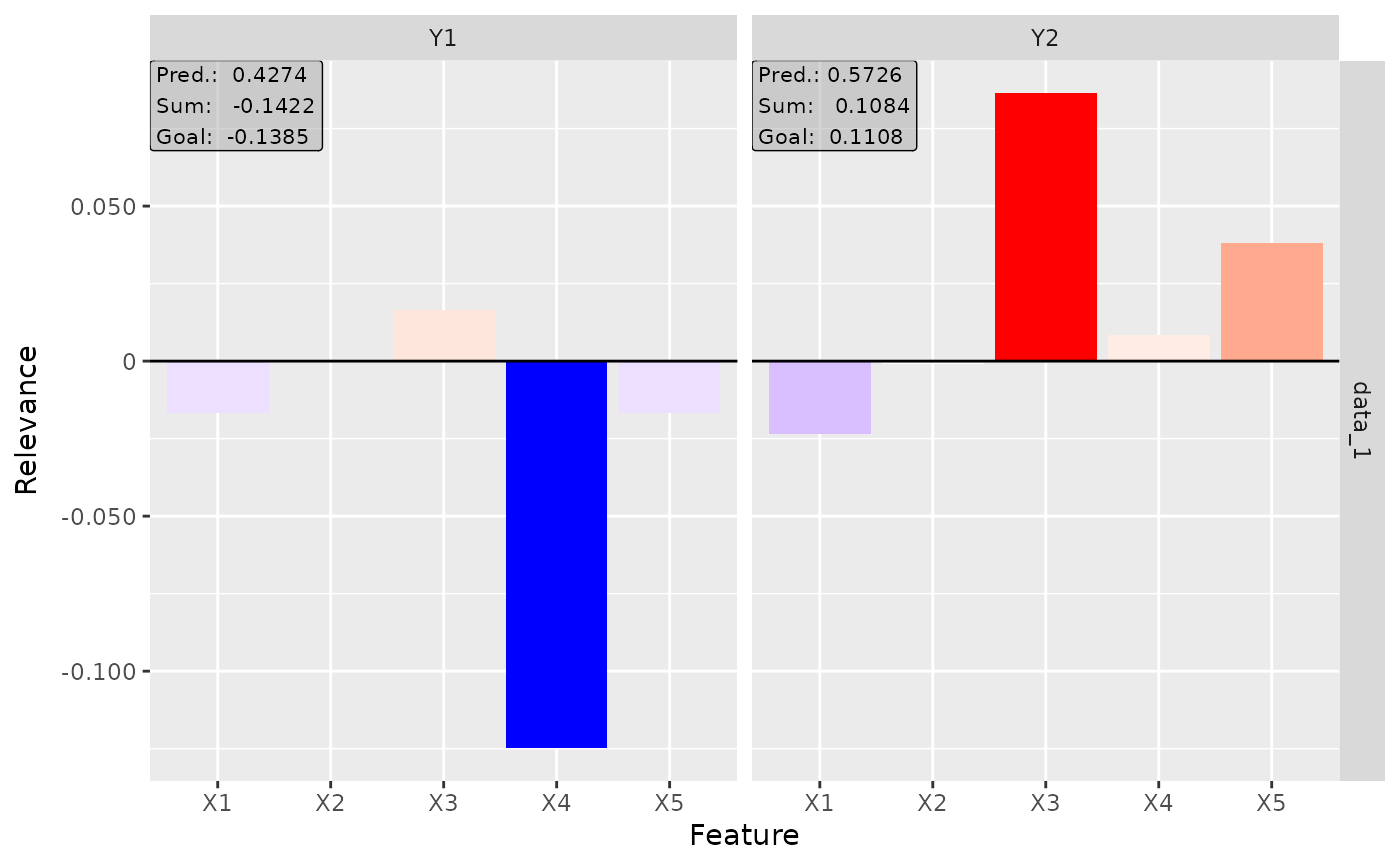 Y1
Y2
Pred.: 0.4274
Sum: -0.1422
Goal: -0.1385
Pred.: 0.5726
Sum: 0.1084
Goal: 0.1108
0.050
0
-0.050
-0.100
Relevance
data_1
X1 X2 X3 X4 X5
X1 X2 X3 X4 X5
Feature